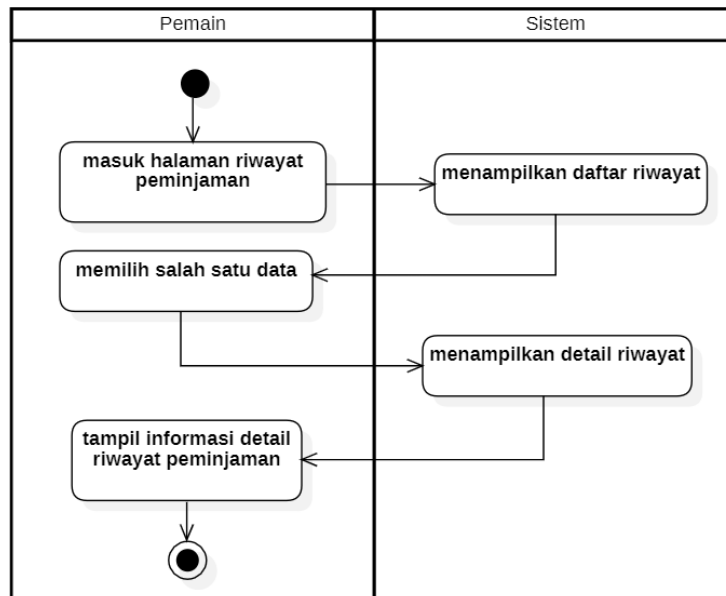 Pemain
Sistem
masuk halaman riwayat
peminjaman
menampilkan daftar riwayat
memilih salah satu data
menampilkan detail riwayat
tampil informasi detail
riwayat peminjaman